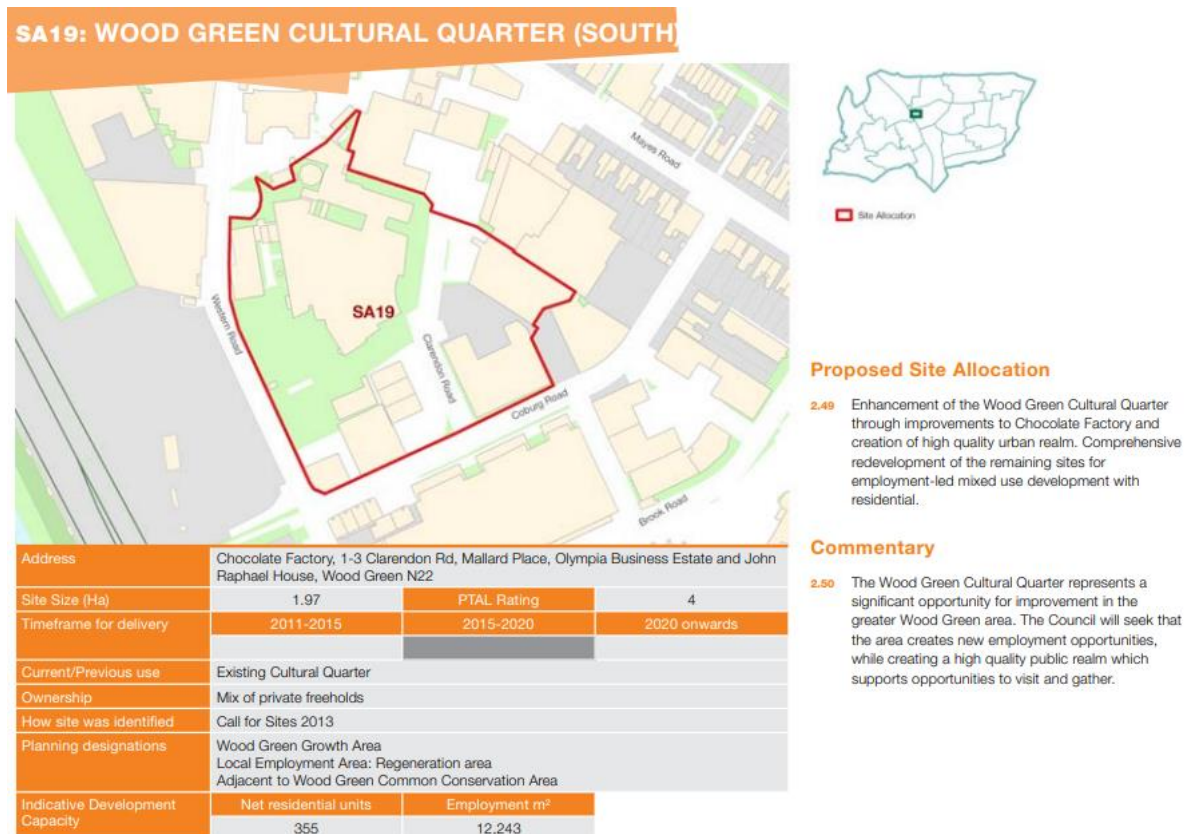 SA19: WOOD GREEN CULTURAL QUARTER (SOUTH)
Mayes Road
Western Road
SA19
Clarendon Road
Coburg Road
Brook Road
Site Allocation
Address
Chocolate Factory, 1-3 Clarendon Rd, Mallard Place, Olympia Business Estate and John
Raphael House, Wood Green N22
Site Size (Ha) 1.97 PTAL Rating 4
Timeframe for delivery 2011-2015 2015-2020 2020 onwards
Current/Previous use Existing Cultural Quarter
Ownership Mix of private freeholds
How site was identified Call for Sites 2013
Planning designations Wood Green Growth Area
Local Employment Area: Regeneration area
Adjacent to Wood Green Common Conservation Area
Indicative Development
Capacity
Net residential units Employment m²
355 12,243
Proposed Site Allocation
2.49 Enhancement of the Wood Green Cultural Quarter
through improvements to Chocolate Factory and
creation of high quality urban realm. Comprehensive
redevelopment of the remaining sites for
employment-led mixed use development with
residential.
Commentary
2.50 The Wood Green Cultural Quarter represents a
significant opportunity for improvement in the
greater Wood Green area. The Council will seek that
the area creates new employment opportunities,
while creating a high quality public realm which
supports opportunities to visit and gather.